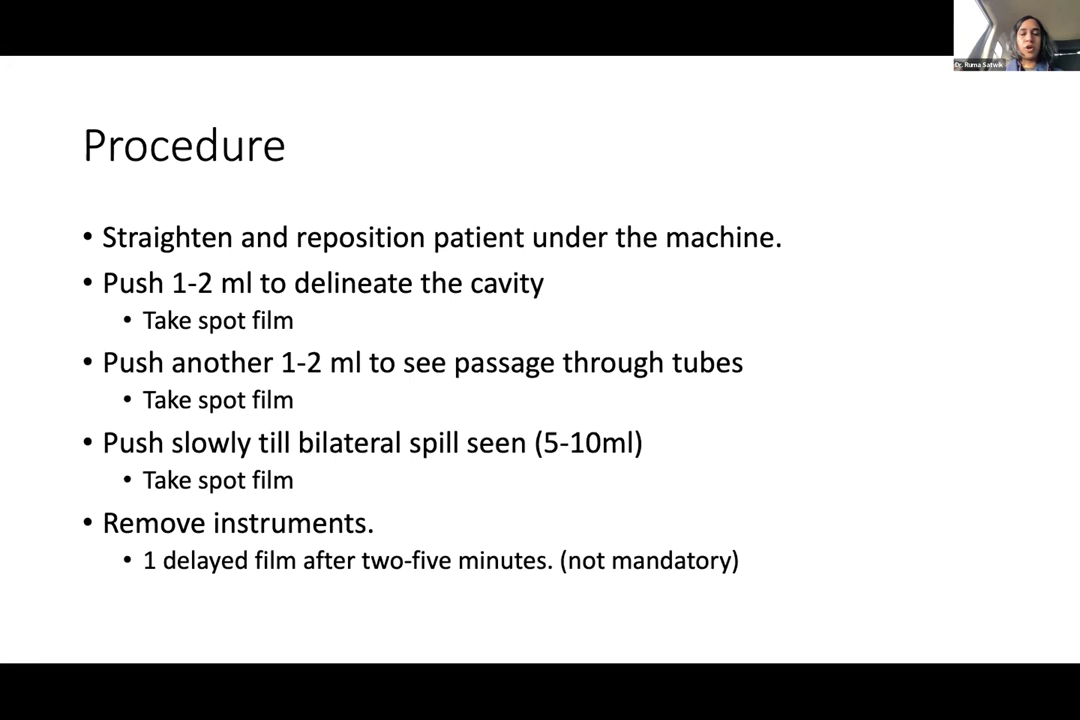 Dr. Ruma Satwik
Procedure
• Straighten and reposition patient under the machine.
• Push 1-2 ml to delineate the cavity
• Take spot film
• Push another 1-2 ml to see passage through tubes
• Take spot film
• Push slowly till bilateral spill seen (5-10ml)
• Take spot film
• Remove instruments.
• 1 delayed film after two-five minutes. (not mandatory)